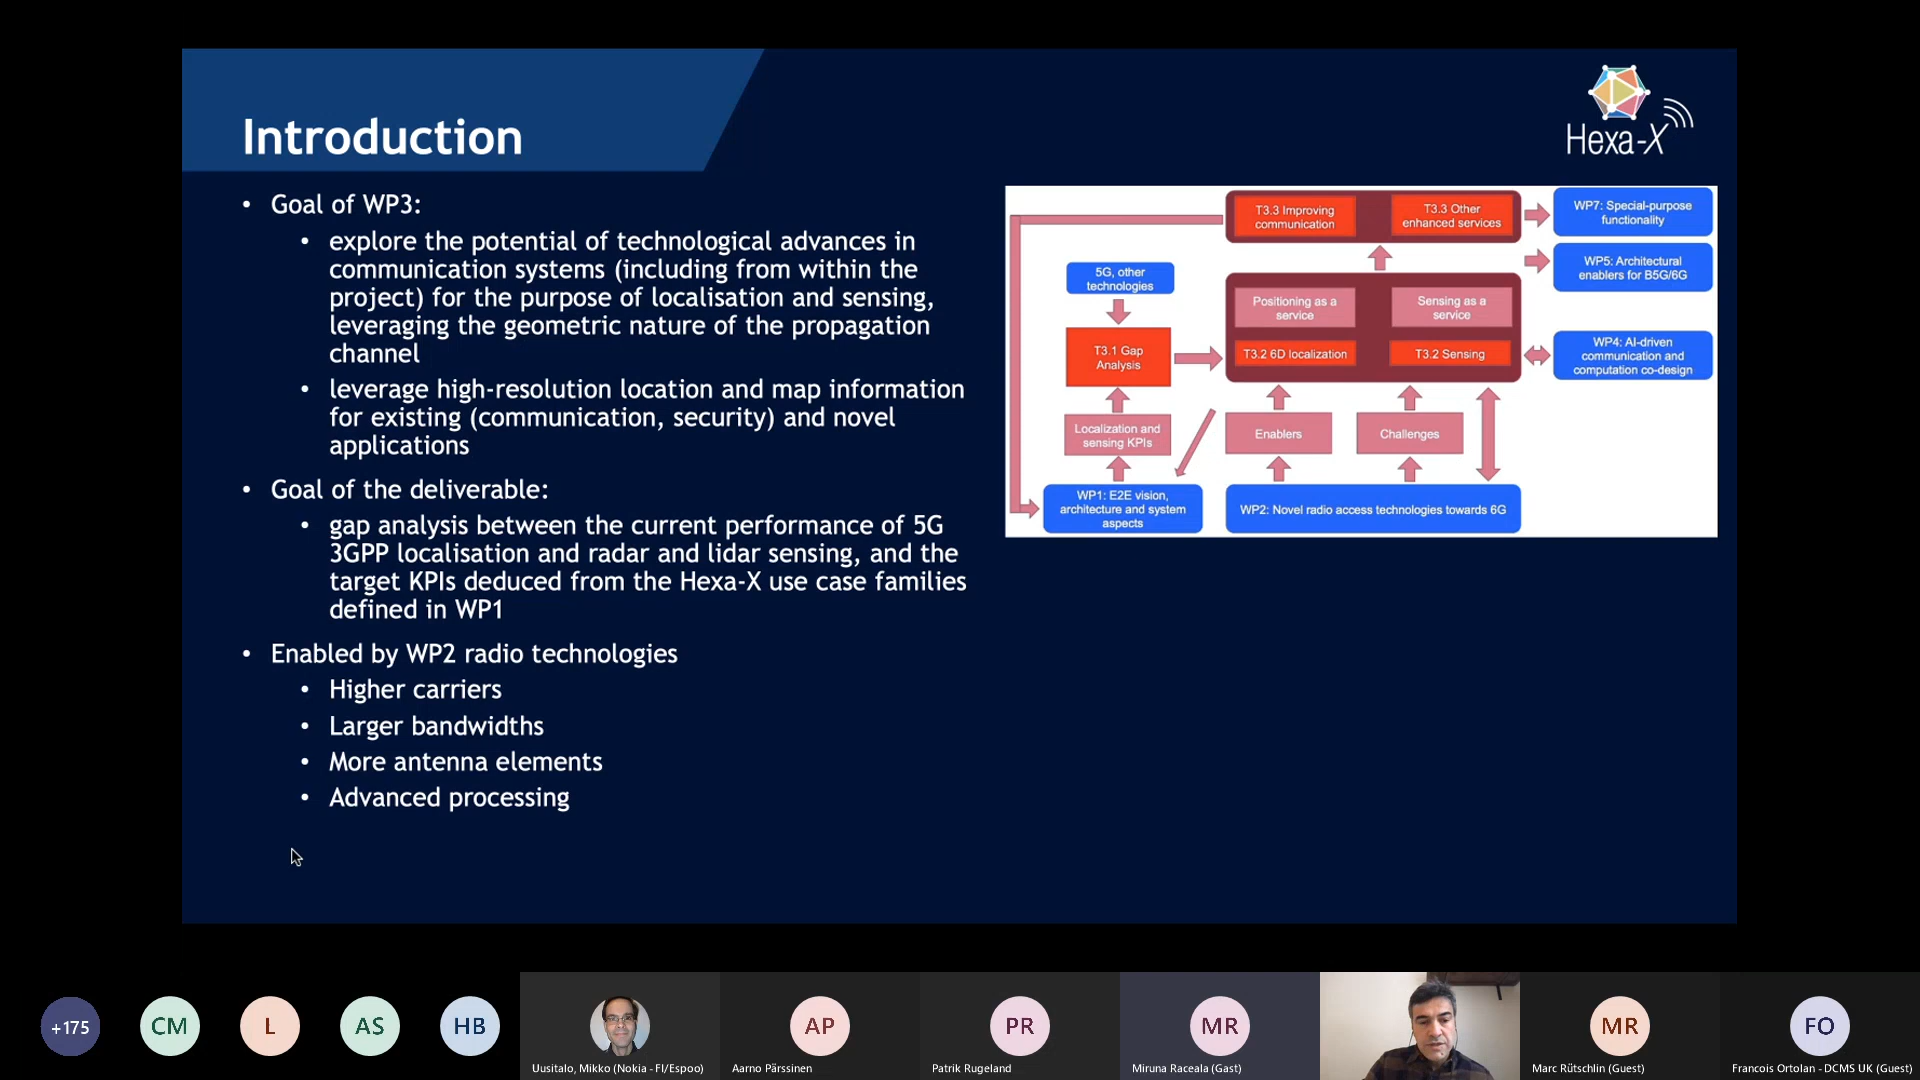 Introduction
Hexa-X
• Goal of WP3:
• explore the potential of technological advances in
communication systems (including from within the
project) for the purpose of localisation and sensing,
leveraging the geometric nature of the propagation
channel
• leverage high-resolution location and map information
for existing (communication, security) and novel
applications
• Goal of the deliverable:
• gap analysis between the current performance of 5G
3GPP localisation and radar and lidar sensing, and the
target KPIs deduced from the Hexa-X use case families
defined in WP1
• Enabled by WP2 radio technologies
• Higher carriers
• Larger bandwidths
• More antenna elements
• Advanced processing
T3.3 Improving
communication
T3.3 Other
enhanced services
WP7: Special-purpose
functionality
5G, other
technologies
WP5: Architectural
enablers for B5G/6G
Positioning as a
service
Sensing as a
service
T3.1 Gap
Analysis
T3.2 6D localization
T3.2 Sensing
WP4: AI-driven
communication and
computation co-design
Localization and
sensing KPIs
Enablers
Challenges
WP1: E2E vision,
architecture and system
aspects
WP2: Novel radio access technologies towards 6G
+175
CM
L
AS
HB
Uusitalo, Mikko (Nokia - FI/Espoo)
AP
Aarno Pärssinen
PR
Patrik Rugeland
MR
Miruna Raceala (Gast)
MR
Marc Rütschlin (Guest)
FO
Francois Ortolan - DCMS UK (Guest)